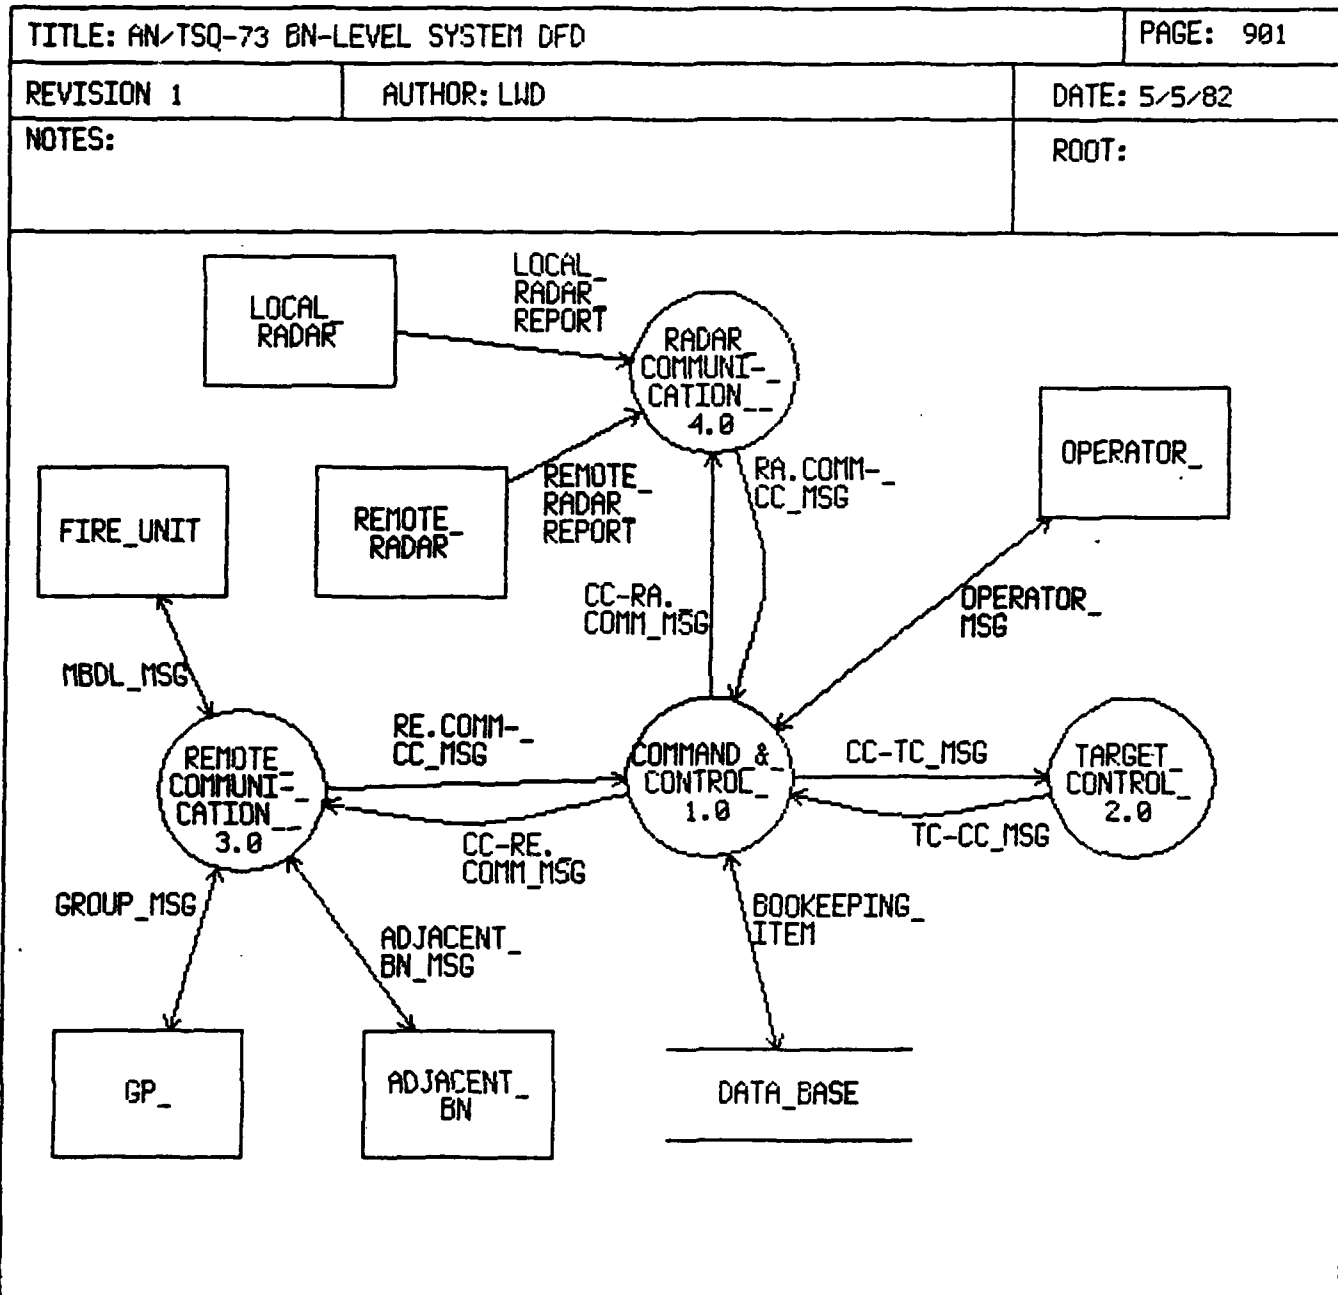 TITLE: AN/TSQ-73 BN-LEVEL SYSTEM DFD
PAGE: 901
REVISION 1
AUTHOR: LWD
DATE: 5/5/82
NOTES:
ROOT:
LOCAL_
RADAR
LOCAL_
RADAR_
REPORT
RADAR_
COMMUNI-_
CATION__
4.0
OPERATOR_
FIRE_UNIT
REMOTE_
RADAR
REMOTE_
RADAR_
REPORT
RA.COMM-_
CC_MSG
CC-RA._
COMM_MSG
OPERATOR_
MSG
MBDL_MSG
REMOTE_
COMMUNI-_
CATION__
3.0
RE.COMM-_
CC_MSG
COMMAND_&_
CONTROL_
1.0
CC-TC_MSG
TARGET_
CONTROL_
2.0
CC-RE._
COMM_MSG
TC-CC_MSG
GROUP_MSG
ADJACENT_
BN_MSG
BOOKEEPING_
ITEM
GP_
ADJACENT_
BN
DATA_BASE